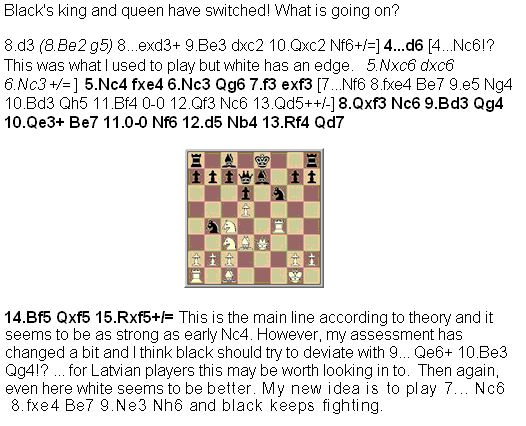 Black's king and queen have switched! What is going on?
8.d3 (8.Be2 g5) 8...exd3+ 9.Be3 dxc2 10.Qxc2 Nf6+/=] 4...d6 [4...Nc6!?
This was what I used to play but white has an edge. 5.Nxc6 dxc6
6.Nc3 +/= ] 5.Nc4 fxe4 6.Nc3 Qg6 7.f3 exf3 [7...Nf6 8.fxe4 Be7 9.e5 Ng4
10.Bd3 Qh5 11.Bf4 0-0 12.Qf3 Nc6 13.Qd5++/-] 8.Qxf3 Nc6 9.Bd3 Qg4
10.Qe3+ Be7 11.0-0 Nf6 12.d5 Nb4 13.Rf4 Qd7
14.Bf5 Qxf5 15.Rxf5+/= This is the main line according to theory and it
seems to be as strong as early Nc4. However, my assessment has
changed a bit and I think black should try to deviate with 9... Qe6+ 10.Be3
Qg4!? ... for Latvian players this may be worth looking in to. Then again,
even here white seems to be better. My new idea is to play 7... Nc6
8.fxe4 Be7 9.Ne3 Nh6 and black keeps fighting.